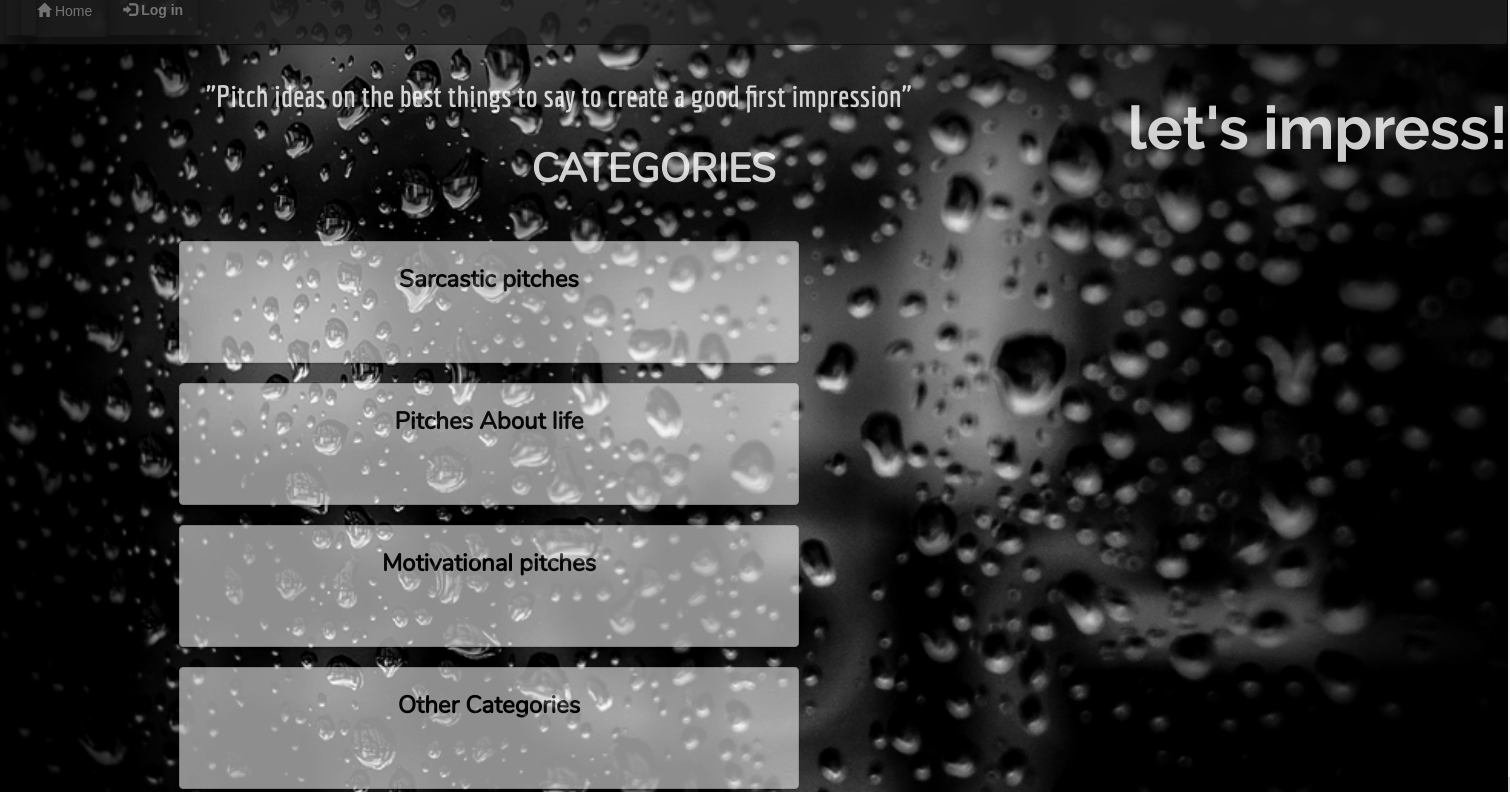 Home Log in
"Pitch ideas on the best things to say to create a good first impression"
let's impress!
CATEGORIES
Sarcastic pitches
Pitches About life
Motivational pitches
Other Categories